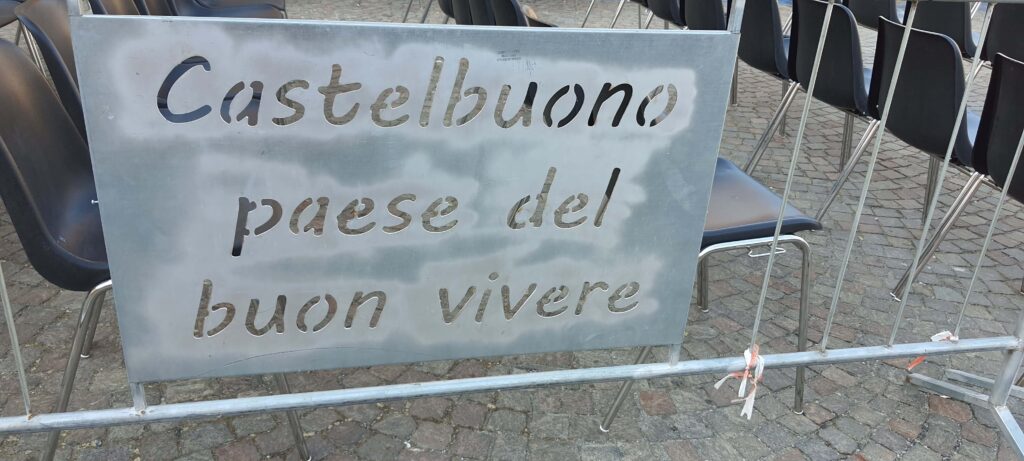 Castelbuono
paese del
buon vivere